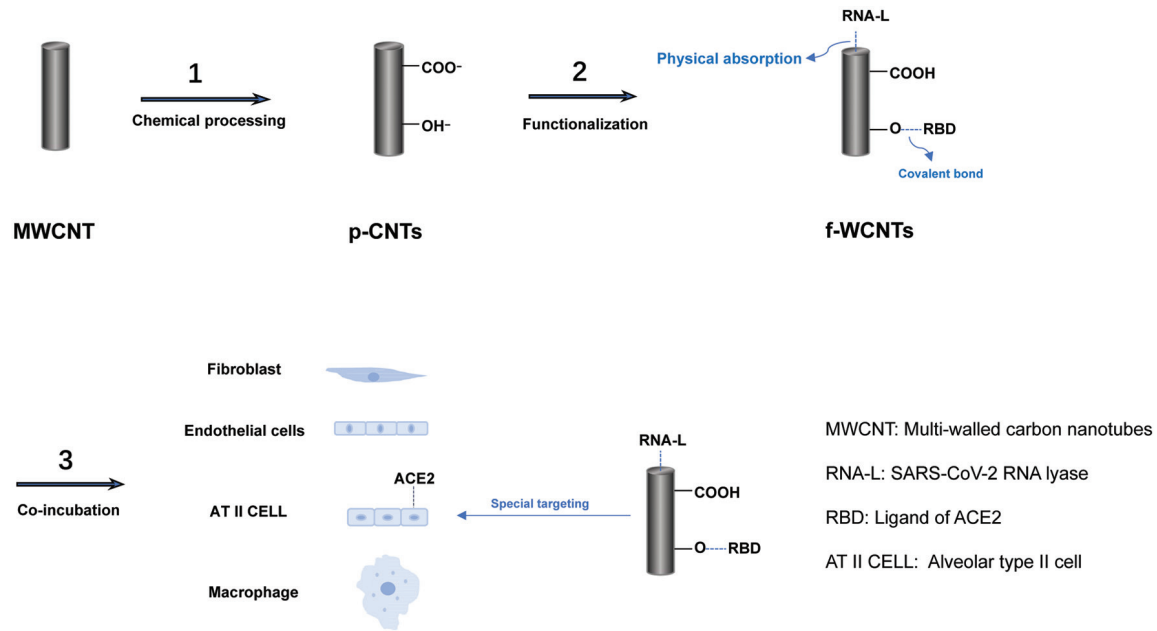 RNA-L
1
2
Physical absorption
COO-
COOH
Chemical processing
OH-
Functionalization
O
RBD
Covalent bond
MWCNT
p-CNTs
f-WCNTs
Fibroblast
Endothelial cells
RNA-L
MWCNT: Multi-walled carbon nanotubes
3
ACE2
RNA-L: SARS-CoV-2 RNA lyase
COOH
Co-incubation
AT II CELL
Special targeting
RBD: Ligand of ACE2
O
RBD
AT II CELL: Alveolar type II cell
Macrophage